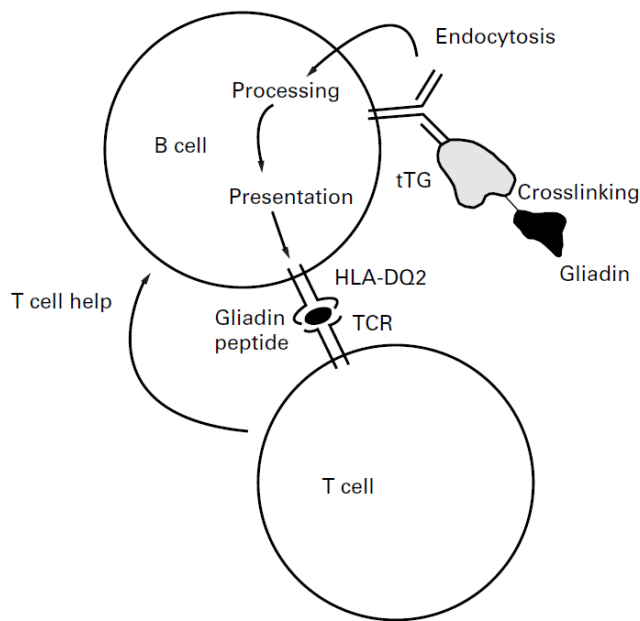 Endocytosis
Processing
B cell
tTG
Presentation
Crosslinking
Gliadin
HLA-DQ2
T cell help
Gliadin
peptide
TCR
T cell